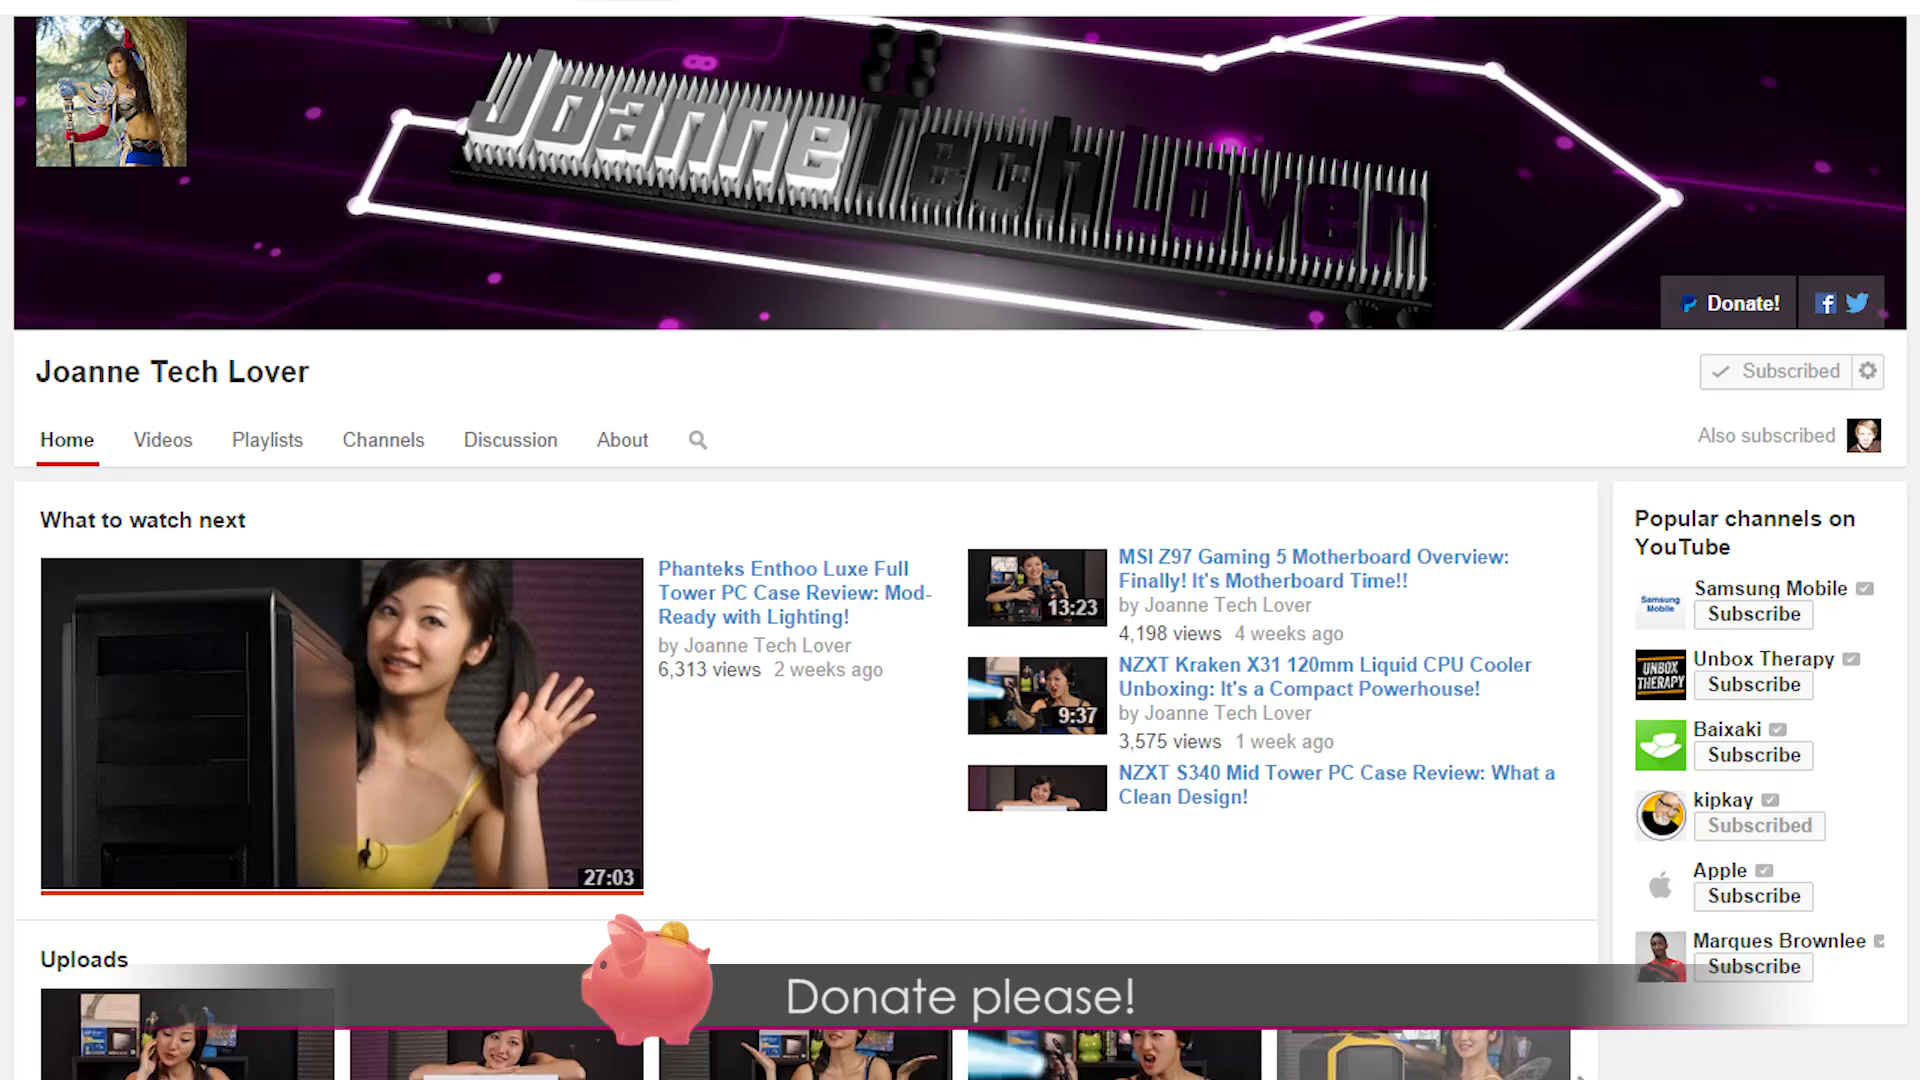 JoanneTechLover
Donate!
Joanne Tech Lover
Subscribed
Home Videos Playlists Channels Discussion About
Also subscribed
What to watch next
Phanteks Enthoo Luxe Full
Tower PC Case Review: Mod-
Ready with Lighting!
by Joanne Tech Lover
6,313 views 2 weeks ago
27:03
MSI Z97 Gaming 5 Motherboard Overview:
Finally! It's Motherboard Time!!
by Joanne Tech Lover
4,198 views 4 weeks ago
13:23
NZXT Kraken X31 120mm Liquid CPU Cooler
Unboxing: It's a Compact Powerhouse!
by Joanne Tech Lover
3,575 views 1 week ago
9:37
NZXT S340 Mid Tower PC Case Review: What a
Clean Design!
Popular channels on
YouTube
Samsung
Mobile
Samsung Mobile
Subscribe
UNBOX
THERAPY
Unbox Therapy
Subscribe
Baixaki
Subscribe
kipkay
Subscribed
Apple
Subscribe
Marques Brownlee
Subscribe
Uploads
Donate please!